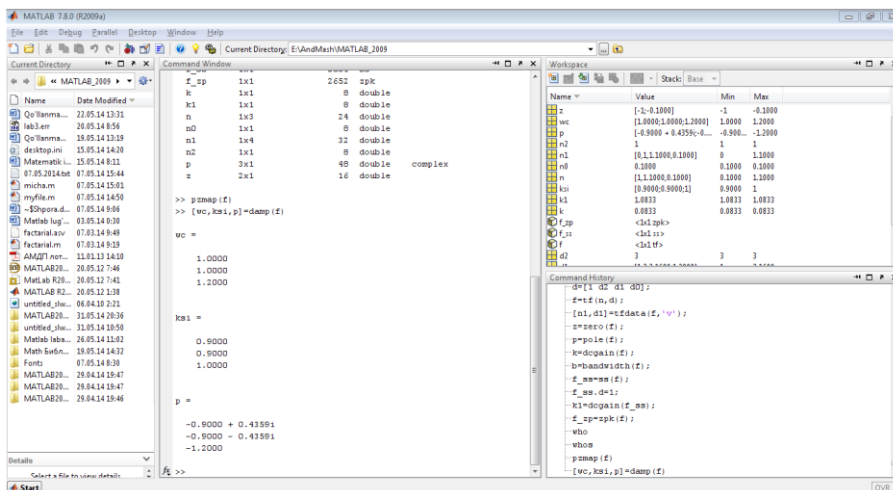 MATLAB 7.8.0 (R2009a)
File Edit Debug Parallel Desktop Window Help
Current Directory: E:\AndMash\MATLAB_2009
Current Directory
« MATLAB_2009
Name Date Modified
Qo'llanma... 22.05.14 13:31
lab3.err 20.05.14 8:56
Qo'llanma... 19.05.14 13:19
desktop.ini 15.05.14 14:20
Matematik i... 15.05.14 8:11
07.05.2014.txt 07.05.14 15:44
micha.m 07.05.14 15:01
myfile.m 07.05.14 14:50
~$Shpora.d... 07.05.14 9:06
Matlab lug'... 03.05.14 0:30
factarial.asv 07.03.14 9:49
factarial.m 07.03.14 9:19
АМДП лот... 11.01.13 14:10
MATLAB20... 20.05.12 7:46
MatLab R20... 20.05.12 7:41
MATLAB R2... 20.05.12 1:38
untitled_slw... 06.04.10 2:21
MATLAB20... 31.05.14 20:36
untitled_slw... 31.05.14 10:50
Matlab laba... 26.05.14 11:02
Math Библ... 19.05.14 14:32
Fonts 07.05.14 8:30
MATLAB20... 29.04.14 19:47
MATLAB20... 29.04.14 19:47
MATLAB20... 29.04.14 19:46
Details
Select a file to view details
Start
Command Window
f_zp 1x1 2652 zpk
k 1x1 8 double
k1 1x1 8 double
n 1x3 24 double
n0 1x1 8 double
n1 1x4 32 double
n2 1x1 8 double
p 3x1 48 double complex
z 2x1 16 double
>> pzmap(f)
>> [wc,ksi,p]=damp(f)
wc =
1.0000
1.0000
1.2000
ksi =
0.9000
0.9000
1.0000
p =
-0.9000 + 0.4359i
-0.9000 - 0.4359i
-1.2000
fx >>
Workspace
Stack: Base
Name Value Min Max
z [-1;-0.1000] -1 -0.1000
wc [1.0000;1.0000;1.2000] 1.0000 1.2000
p [-0.9000 + 0.4359i;-0.... -0.900... -1.2000
n2 1 1 1
n1 [0,1,1.1000,0.1000] 0 1.1000
n0 0.1000 0.1000 0.1000
n [1,1.1000,0.1000] 0.1000 1.1000
ksi [0.9000;0.9000;1] 0.9000 1
k1 1.0833 1.0833 1.0833
k 0.0833 0.0833 0.0833
f_zp <1x1 zpk>
f_ss <1x1 ss>
f <1x1 tf>
d2 3 3 3
Command History
d=[1 d2 d1 d0];
f=tf(n,d);
[n1,d1]=tfdata(f,'v');
z=zero(f);
p=pole(f);
k=dcgain(f);
b=bandwidth(f);
f_ss=ss(f);
f_ss.d=1;
k1=dcgain(f_ss);
f_zp=zpk(f);
who
whos
pzmap(f)
[wc,ksi,p]=damp(f)
OVR